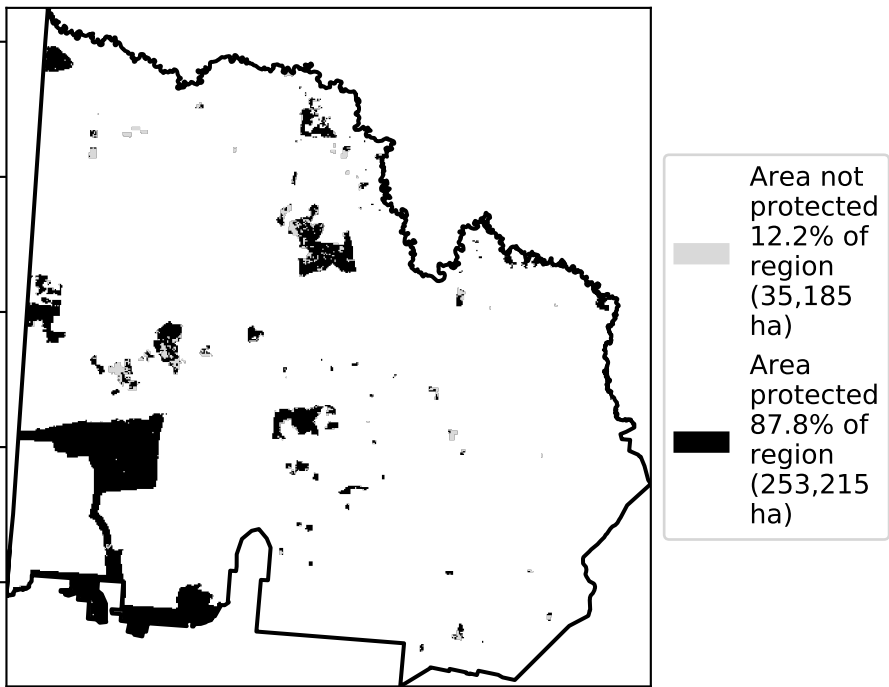 Area not
protected
12.2% of
region
(35,185
ha)
Area
protected
87.8% of
region
(253,215
ha)